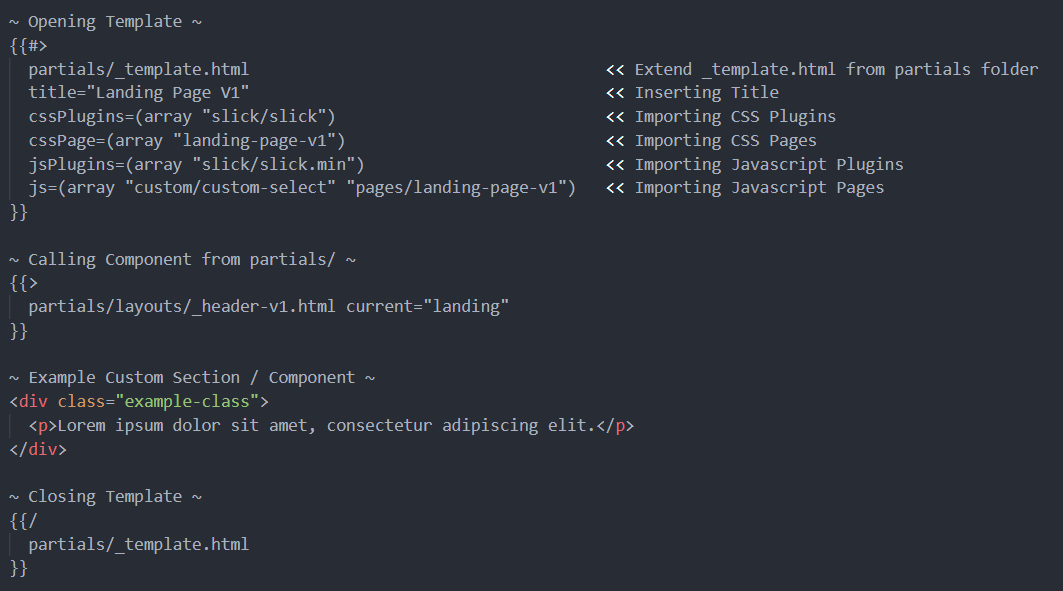 ~ Opening Template ~
{{#>
partials/_template.html << Extend _template.html from partials folder
title="Landing Page V1" << Inserting Title
cssPlugins=(array "slick/slick") << Importing CSS Plugins
cssPage=(array "landing-page-v1") << Importing CSS Pages
jsPlugins=(array "slick/slick.min") << Importing Javascript Plugins
js=(array "custom/custom-select" "pages/landing-page-v1") << Importing Javascript Pages
}}
~ Calling Component from partials/ ~
{{>
partials/layouts/_header-v1.html current="landing"
}}
~ Example Custom Section / Component ~
<div class="example-class">
<p>Lorem ipsum dolor sit amet, consectetur adipiscing elit.</p>
</div>
~ Closing Template ~
{{/
partials/_template.html
}}